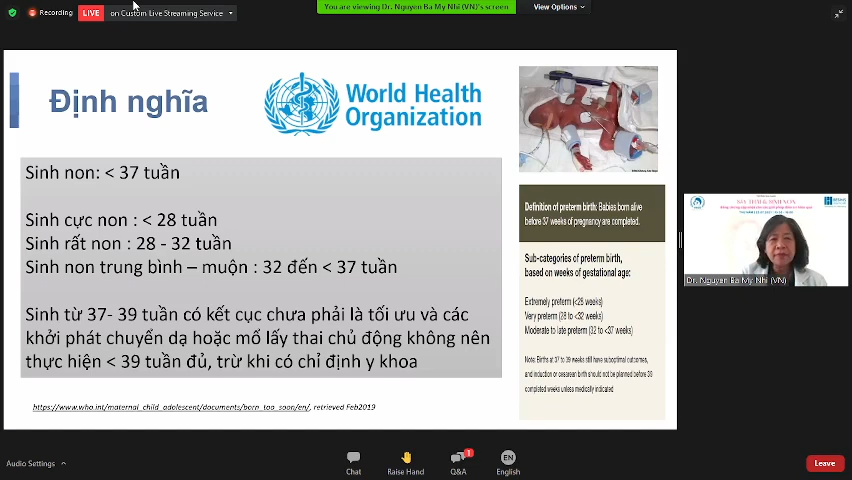 Recording
LIVE
on Custom Live Streaming Service
You are viewing Dr. Nguyen Ba My Nhi (VN)'s screen
View Options
Định nghĩa
World Health
Organization
Sinh non: < 37 tuần
Sinh cực non : < 28 tuần
Sinh rất non : 28 - 32 tuần
Sinh non trung bình – muộn : 32 đến < 37 tuần
Sinh từ 37- 39 tuần có kết cục chưa phải là tối ưu và các
khởi phát chuyển dạ hoặc mổ lấy thai chủ động không nên
thực hiện < 39 tuần đủ, trừ khi có chỉ định y khoa
https://www.who.int/maternal_child_adolescent/documents/born_too_soon/en/, retrieved Feb2019
Definition of preterm birth: Babies born alive
before 37 weeks of pregnancy are completed.
Sub-categories of preterm birth,
based on weeks of gestational age:
Extremely preterm (<28 weeks)
Very preterm (28 to <32 weeks)
Moderate to late preterm (32 to <37 weeks)
Note: Births at 37 to 39 weeks still have suboptimal outcomes,
and induction or cesarean birth should not be planned before 39
completed weeks unless medically indicated
Dr. Nguyen Ba My Nhi (VN)
Audio Settings
Chat
Raise Hand
1
Q&A
EN
English
Leave